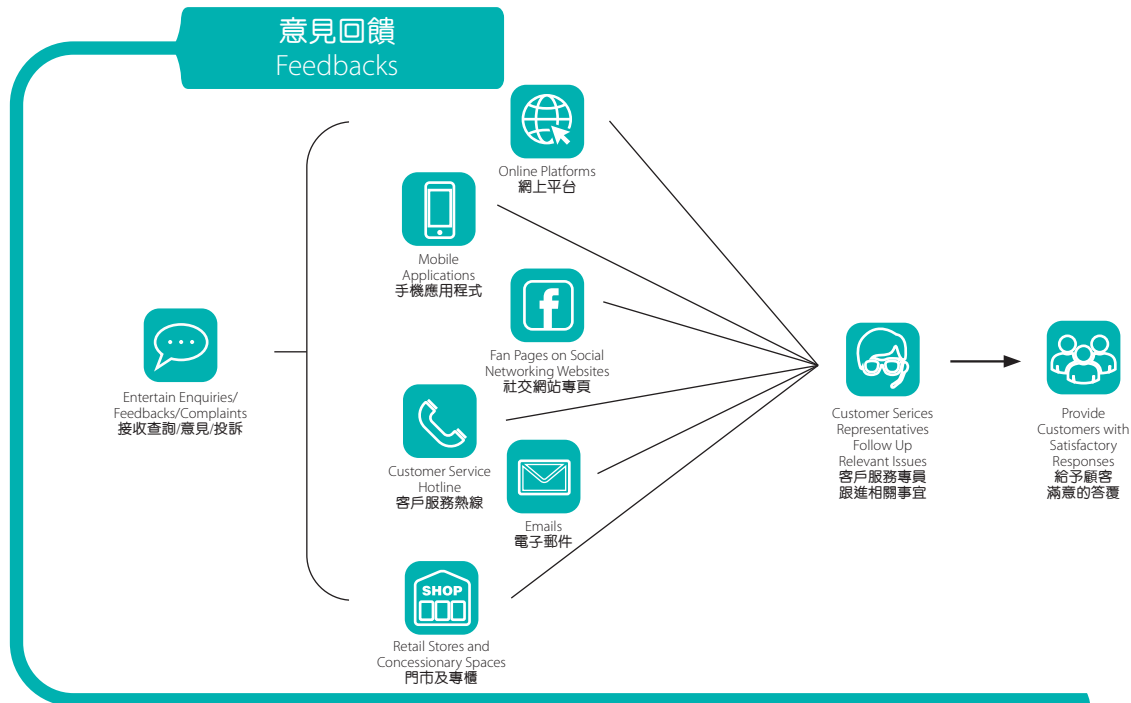 意見回饋
Feedbacks
Online Platforms
網上平台
Mobile
Applications
手機應用程式
f
Fan Pages on Social
Networking Websites
社交網站專頁
Entertain Enquiries/
Feedbacks/Complaints
接收查詢/意見/投訴
Customer Service
Hotline
客戶服務熱線
Emails
電子郵件
SHOP
Retail Stores and
Concessionary Spaces
門市及專櫃
Customer Serices
Representatives
Follow Up
Relevant Issues
客戶服務專員
跟進相關事宜
Provide
Customers with
Satisfactory
Responses
給予顧客
滿意的答覆